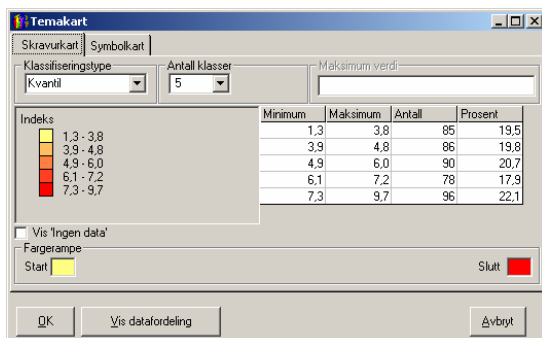 Temakart
Skravurkart Symbolkart
Klassifiseringstype Antall klasser Maksimum verdi
Kvantil 5
Indeks
1,3 - 3,8
3,9 - 4,8
4,9 - 6,0
6,1 - 7,2
7,3 - 9,7
Minimum Maksimum Antall Prosent
1,3 3,8 85 19,5
3,9 4,8 86 19,8
4,9 6,0 90 20,7
6,1 7,2 78 17,9
7,3 9,7 96 22,1
Vis 'Ingen data'
Fargerampe
Start Slutt
OK Vis datafordeling Avbryt